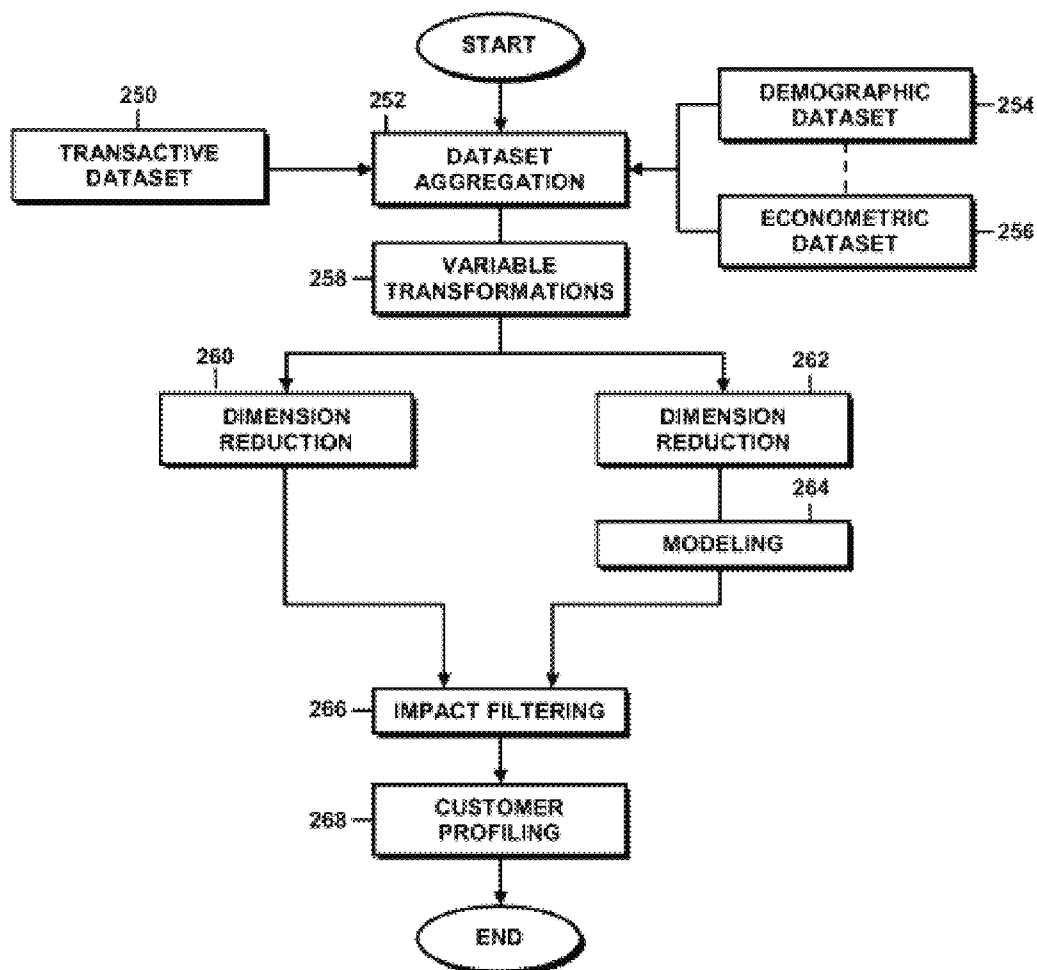 START
250
TRANSACTIVE
DATASET
252
DATASET
AGGREGATION
DEMOGRAPHIC
DATASET
254
ECONOMETRIC
DATASET
256
258
VARIABLE
TRANSFORMATIONS
260
DIMENSION
REDUCTION
262
DIMENSION
REDUCTION
264
MODELING
266
IMPACT FILTERING
268
CUSTOMER
PROFILING
END